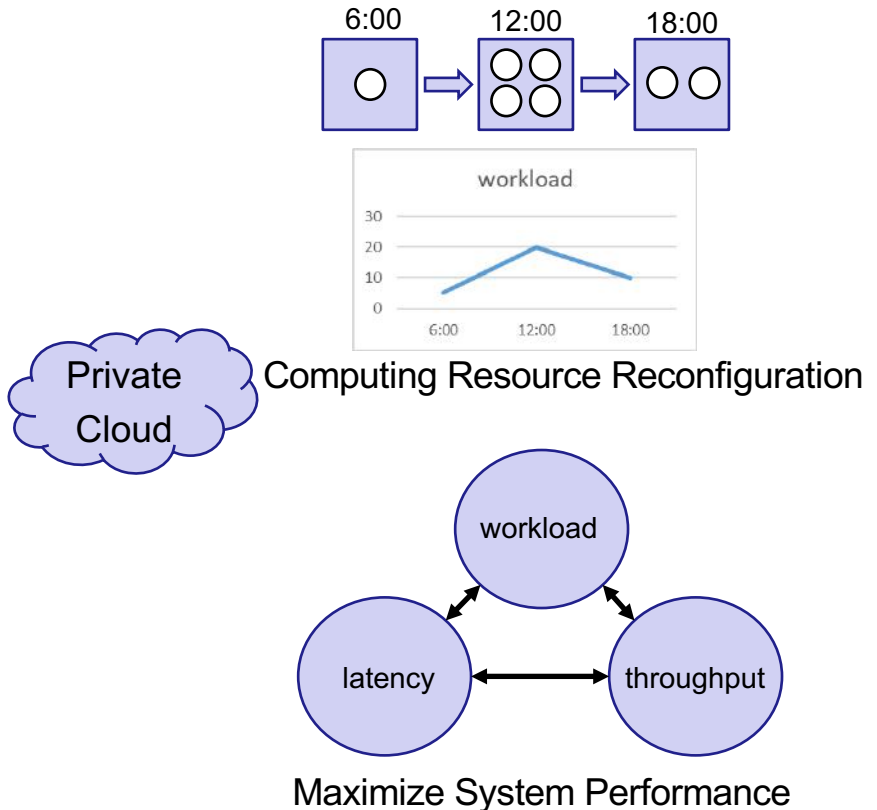 6:00 12:00 18:00
workload
30
20
10
0
6:00 12:00 18:00
Private
Cloud
Computing Resource Reconfiguration
workload
latency
throughput
Maximize System Performance